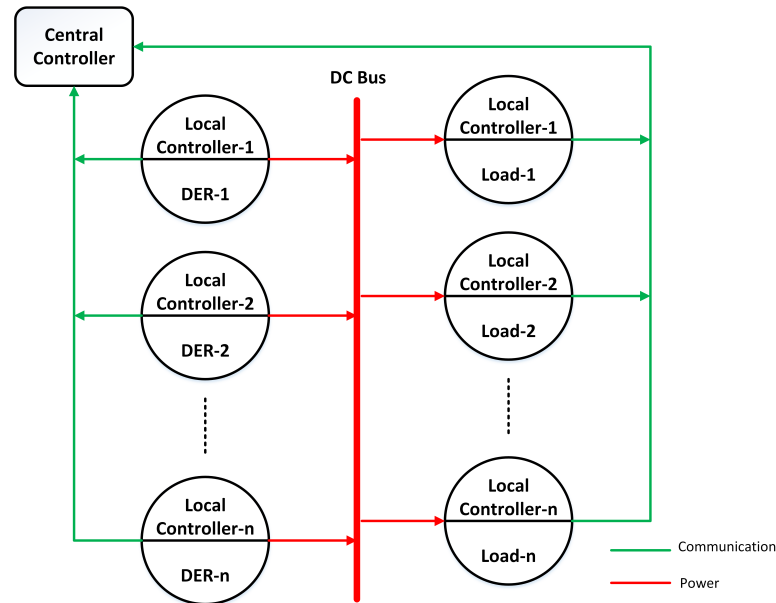 Central
Controller
DC Bus
Local
Controller-1
DER-1
Local
Controller-1
Load-1
Local
Controller-2
DER-2
Local
Controller-2
Load-2
Local
Controller-n
DER-n
Local
Controller-n
Load-n
Communication
Power